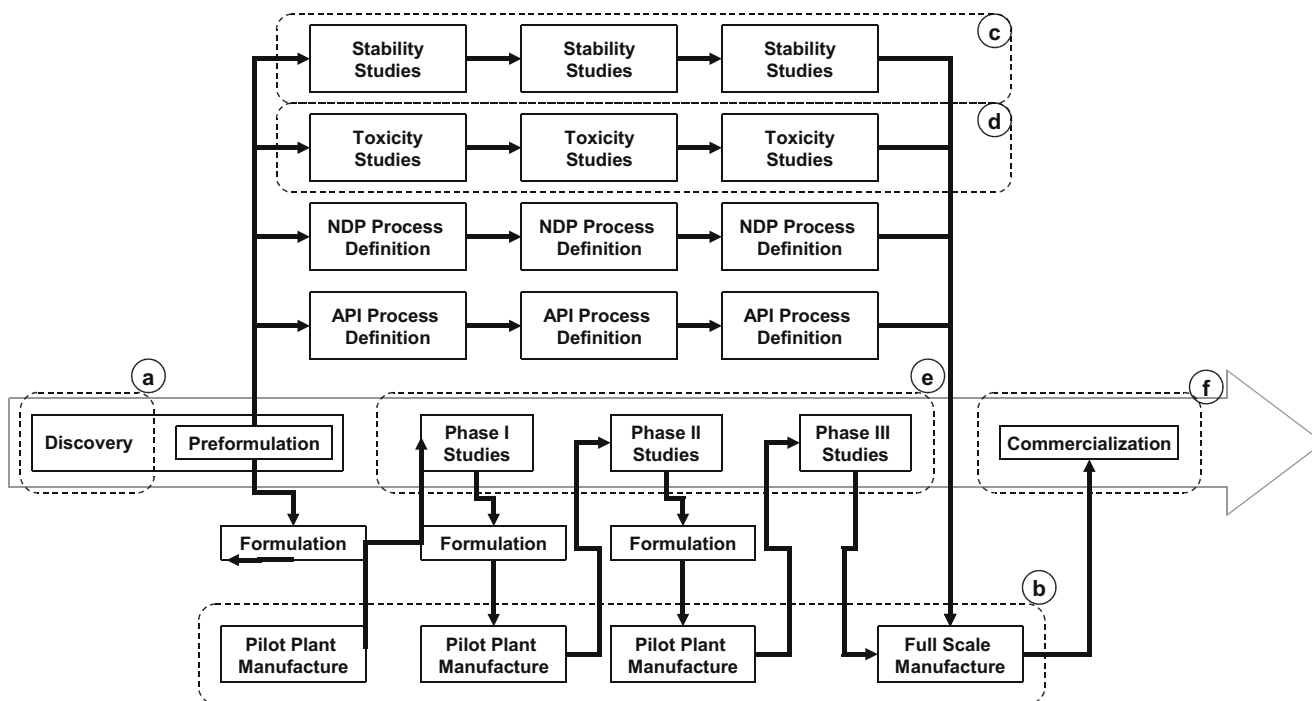 c
Stability
Studies
Stability
Studies
Stability
Studies
d
Toxicity
Studies
Toxicity
Studies
Toxicity
Studies
NDP Process
Definition
NDP Process
Definition
NDP Process
Definition
API Process
Definition
API Process
Definition
API Process
Definition
a
e
f
Discovery
Preformulation
Phase I
Studies
Phase II
Studies
Phase III
Studies
Commercialization
Formulation
Formulation
Formulation
b
Pilot Plant
Manufacture
Pilot Plant
Manufacture
Pilot Plant
Manufacture
Full Scale
Manufacture